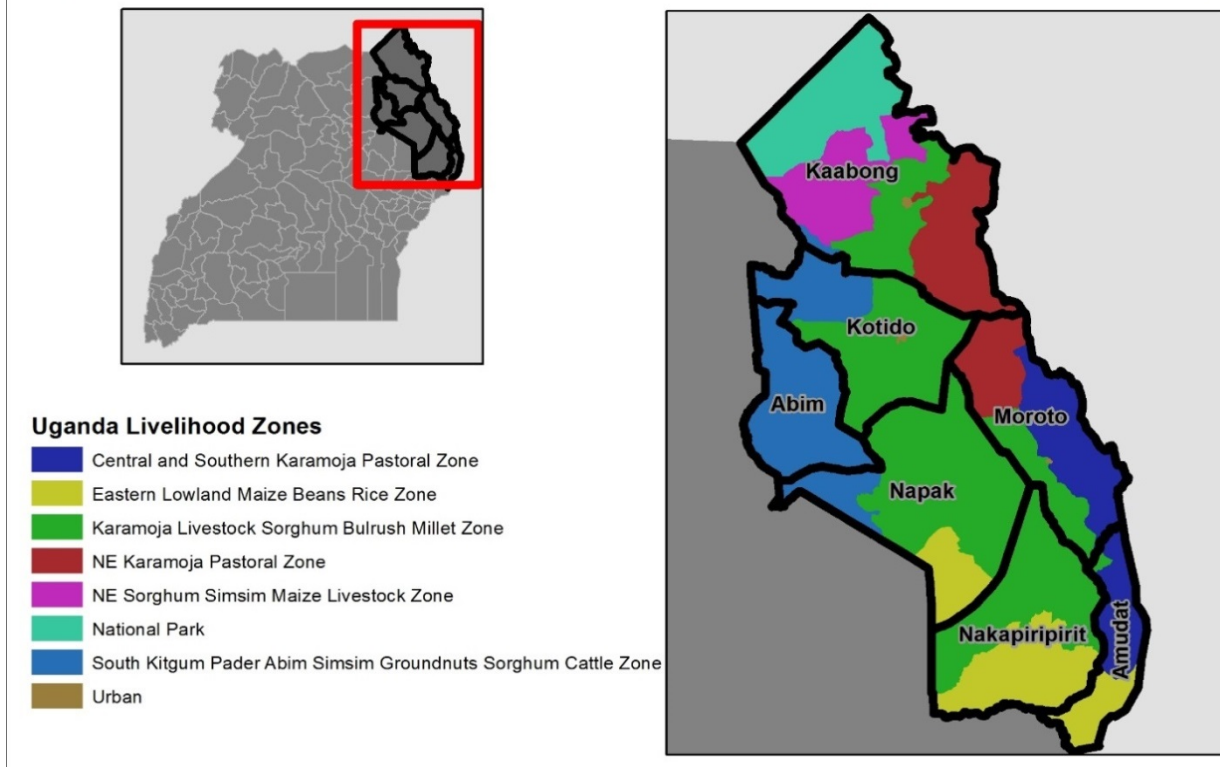 Uganda Livelihood Zones
Central and Southern Karamoja Pastoral Zone
Eastern Lowland Maize Beans Rice Zone
Karamoja Livestock Sorghum Bulrush Millet Zone
NE Karamoja Pastoral Zone
NE Sorghum Simsim Maize Livestock Zone
National Park
South Kitgum Pader Abim Simsim Groundnuts Sorghum Cattle Zone
Urban
Kaabong
Kotido
Abim
Moroto
Napak
Nakapiripirit
Amudat